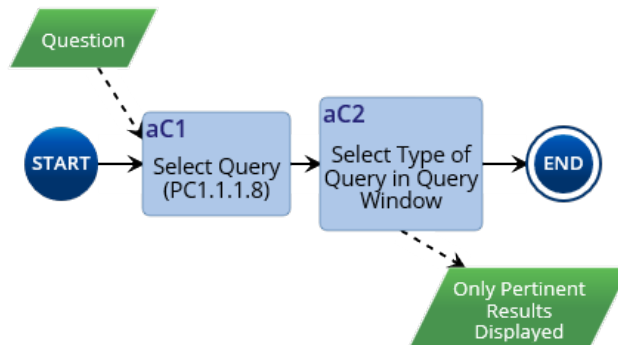 Question
START
aC1
Select Query
(PC1.1.1.8)
aC2
Select Type of
Query in Query
Window
END
Only Pertinent
Results
Displayed